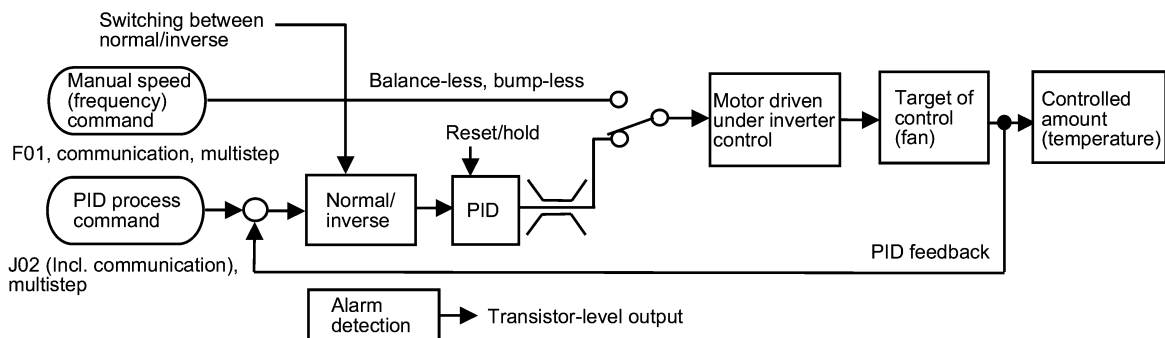 Switching between
normal/inverse
Manual speed
(frequency)
command
Balance-less, bump-less
Motor driven
under inverter
control
Target of
control
(fan)
Controlled
amount
(temperature)
F01, communication, multistep
Reset/hold
PID process
command
Normal/
inverse
PID
PID feedback
J02 (Incl. communication),
multistep
Alarm
detection
Transistor-level output